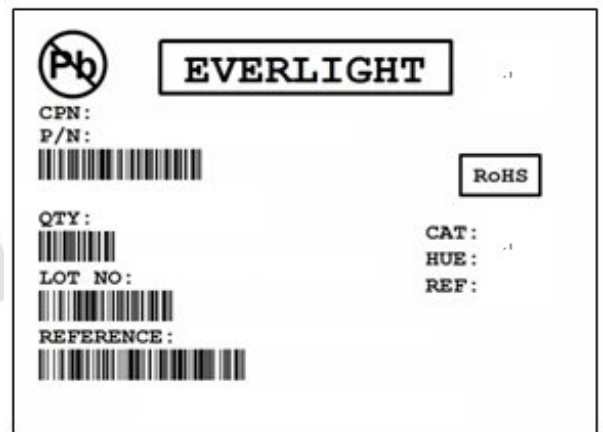 Pb
EVERLIGHT
CPN:
P/N:
RoHS
QTY:
LOT NO:
REFERENCE:
CAT:
HUE:
REF: